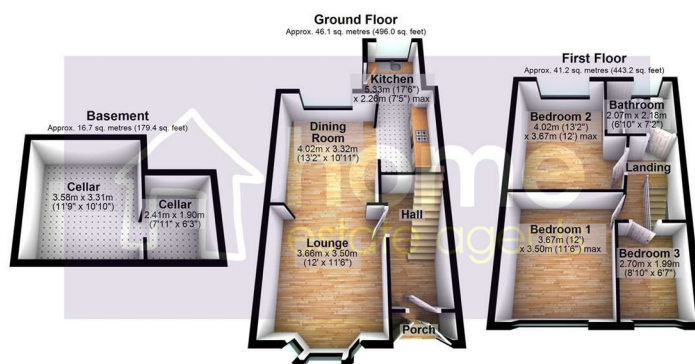 Basement
Approx. 16.7 sq. metres (179.4 sq. feet)
Cellar
3.58m x 3.31m
(11'9" x 10'10")
Cellar
2.41m x 1.90m
(7'11" x 6'3")
Ground Floor
Approx. 46.1 sq. metres (496.0 sq. feet)
Kitchen
5.33m (17'6")
x 2.26m (7'5") max
Dining
Room
4.02m x 3.32m
(13'2" x 10'11")
Hall
Lounge
3.66m x 3.50m
(12' x 11'6")
Porch
First Floor
Approx. 41.2 sq. metres (443.2 sq. feet)
Bedroom 2
4.02m (13'2")
x 3.67m (12') max
Bathroom
2.07m x 2.18m
(6'10" x 7'2")
Landing
Bedroom 1
3.67m (12')
x 3.50m (11'6") max
Bedroom 3
2.70m x 1.99m
(8'10" x 6'7")
home
estate agent